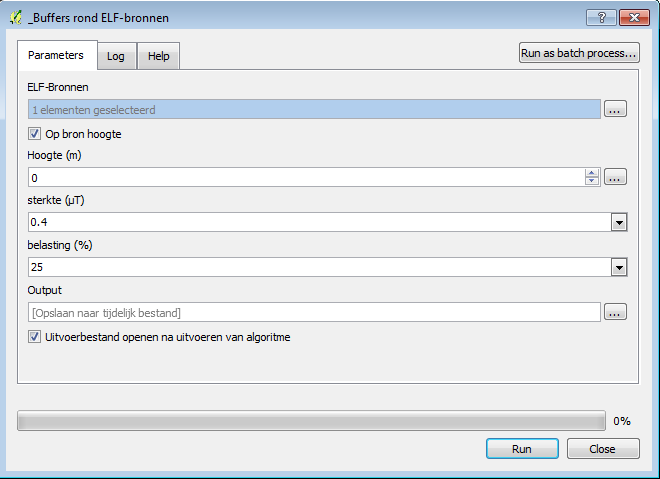 _Buffers rond ELF-bronnen
Parameters Log Help Run as batch process...
ELF-Bronnen
1 elementen geselecteerd ...
Op bron hoogte
Hoogte (m)
0 ...
sterkte (µT)
0.4
belasting (%)
25
Output
[Opslaan naar tijdelijk bestand] ...
Uitvoerbestand openen na uitvoeren van algoritme
0%
Run Close